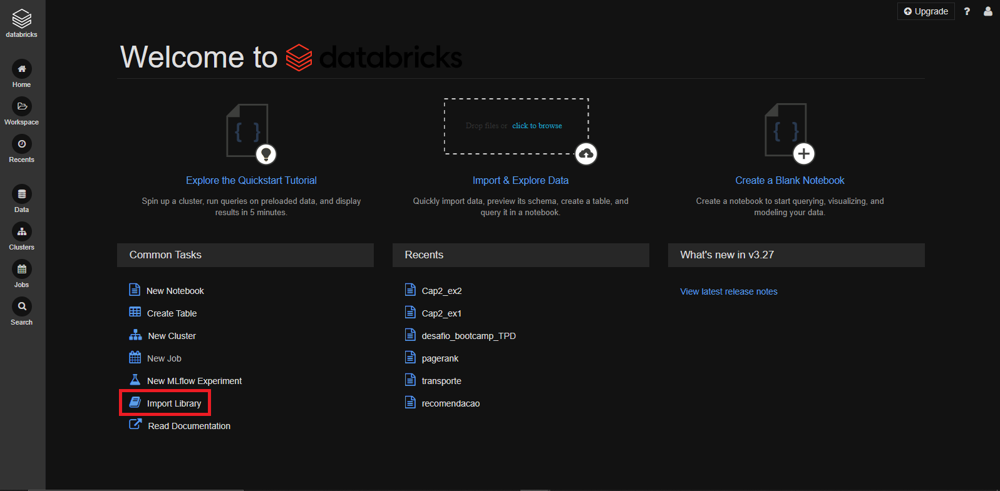 databricks
Home
Workspace
Recents
Data
Clusters
Jobs
Search
Upgrade ?
Welcome to databricks
{ }
Drop files or click to browse
{ }
Explore the Quickstart Tutorial
Spin up a cluster, run queries on preloaded data, and display
results in 5 minutes.
Import & Explore Data
Quickly import data, preview its schema, create a table, and
query it in a notebook.
Create a Blank Notebook
Create a notebook to start querying, visualizing, and
modeling your data.
Common Tasks
New Notebook
Create Table
New Cluster
New Job
New MLflow Experiment
Import Library
Read Documentation
Recents
Cap2_ex2
Cap2_ex1
desafio_bootcamp_TPD
pagerank
transporte
recomendacao
What's new in v3.27
View latest release notes